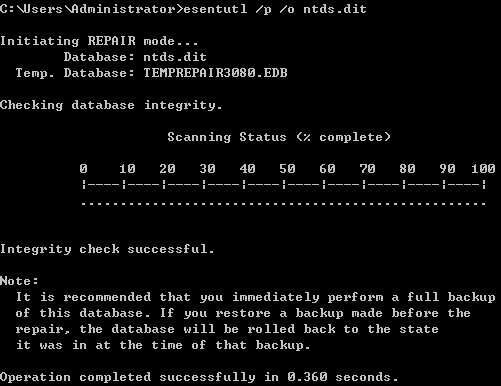 C:\Users\Administrator>esentutl /p /o ntds.dit
Initiating REPAIR mode...
Database: ntds.dit
Temp. Database: TEMPREPAIR3080.EDB
Checking database integrity.
Scanning Status (% complete)
0 10 20 30 40 50 60 70 80 90 100
|----|----|----|----|----|----|----|----|----|----|
...................................................
Integrity check successful.
Note:
It is recommended that you immediately perform a full backup
of this database. If you restore a backup made before the
repair, the database will be rolled back to the state
it was in at the time of that backup.
Operation completed successfully in 0.360 seconds.